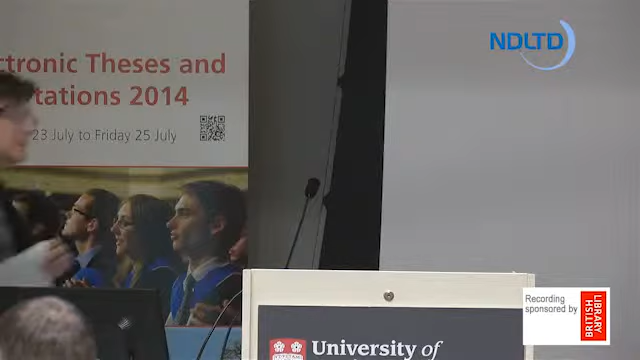 NDLTD
ctronic Theses and
tations 2014
23 July to Friday 25 July
University of
Recording
sponsored by
BRITISH
LIBRARY